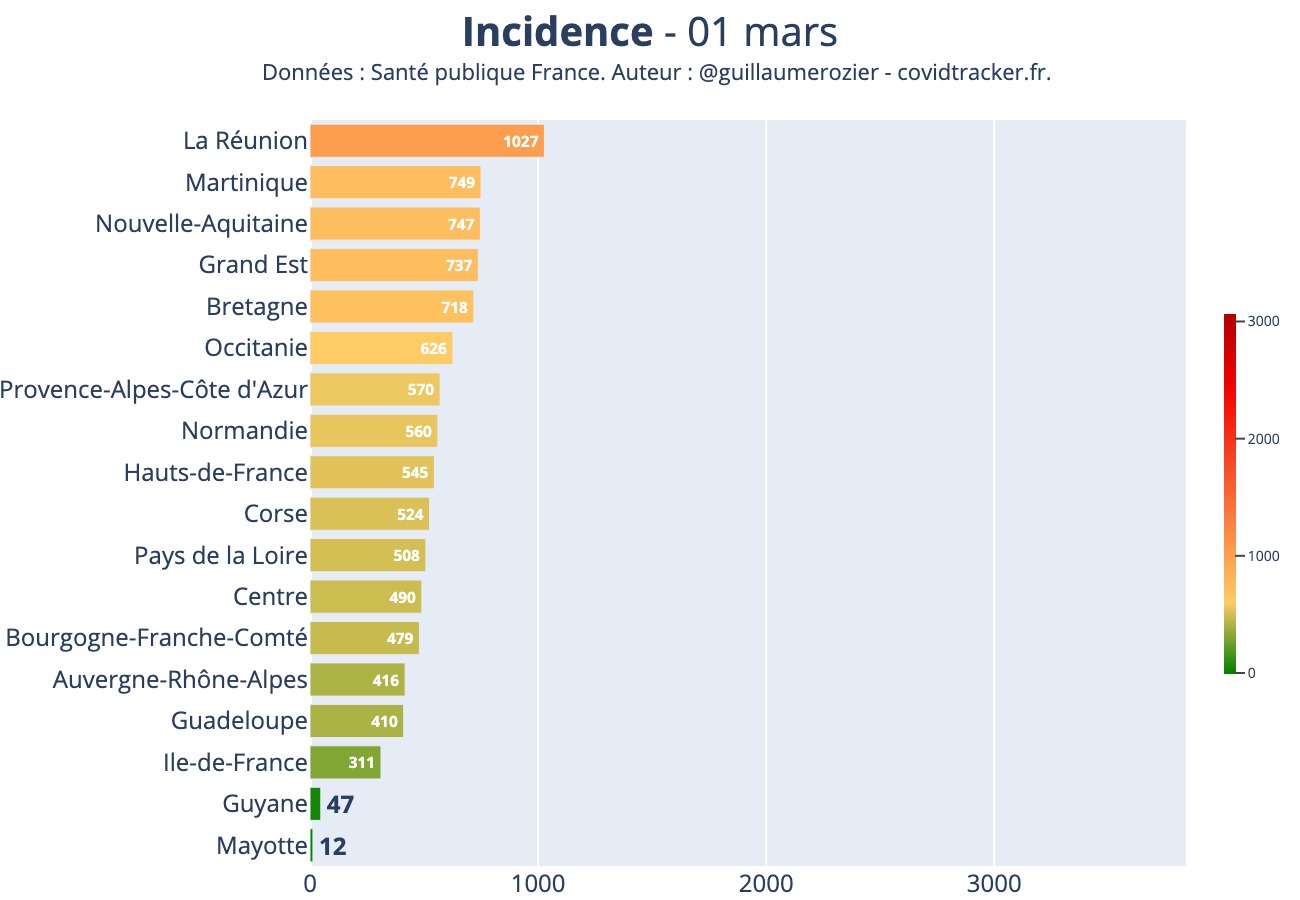 Incidence - 01 mars
Données : Santé publique France. Auteur : @guillaumerozier - covidtracker.fr.
La Réunion 1027
Martinique 749
Nouvelle-Aquitaine 747
Grand Est 737
Bretagne 718
Occitanie 626
Provence-Alpes-Côte d'Azur 570
Normandie 560
Hauts-de-France 545
Corse 524
Pays de la Loire 508
Centre 490
Bourgogne-Franche-Comté 479
Auvergne-Rhône-Alpes 416
Guadeloupe 410
Ile-de-France 311
Guyane 47
Mayotte 12
0 1000 2000 3000
3000
2000
1000
0